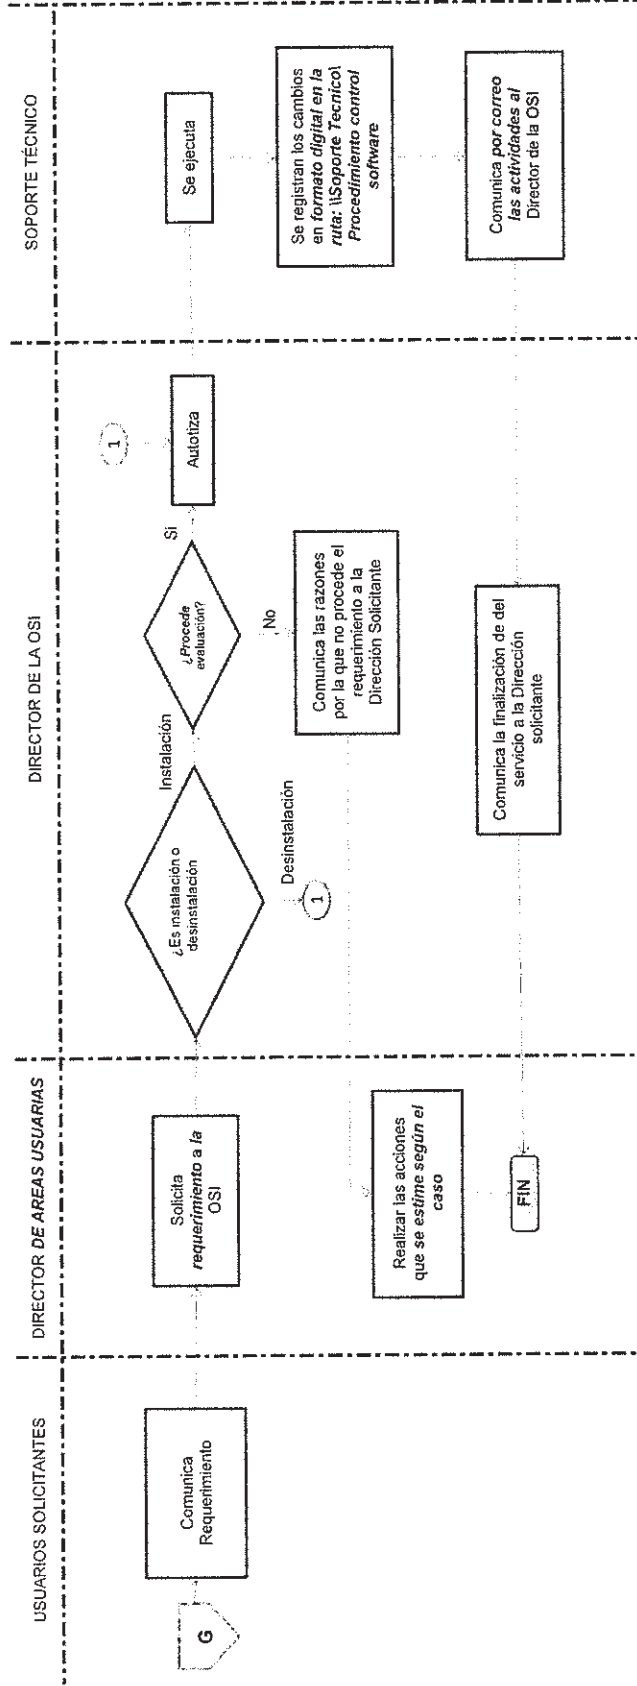 USUARIOS SOLICITANTES
DIRECTOR DE AREAS USUARIAS
DIRECTOR DE LA OSI
SOPORTE TÉCNICO
G
Comunica
Requerimiento
Solicita
requerimiento a la
OSI
¿Es instalación o
desinstalación
Instalación
Desinstalación
1
¿Procede
evaluación?
Si
No
1
Autotiza
Se ejecuta
Se registran los cambios
en formato digital en la
ruta: \\Soporte Tecnico\
Procedimiento control
software
Comunica por correo
las actividades al
Director de la OSI
Comunica las razones
por la que no procede el
requerimiento a la
Dirección Solicitante
Realizar las acciones
que se estime según el
caso
Comunica la finalización de del
servicio a la Dirección
solicitante
FIN